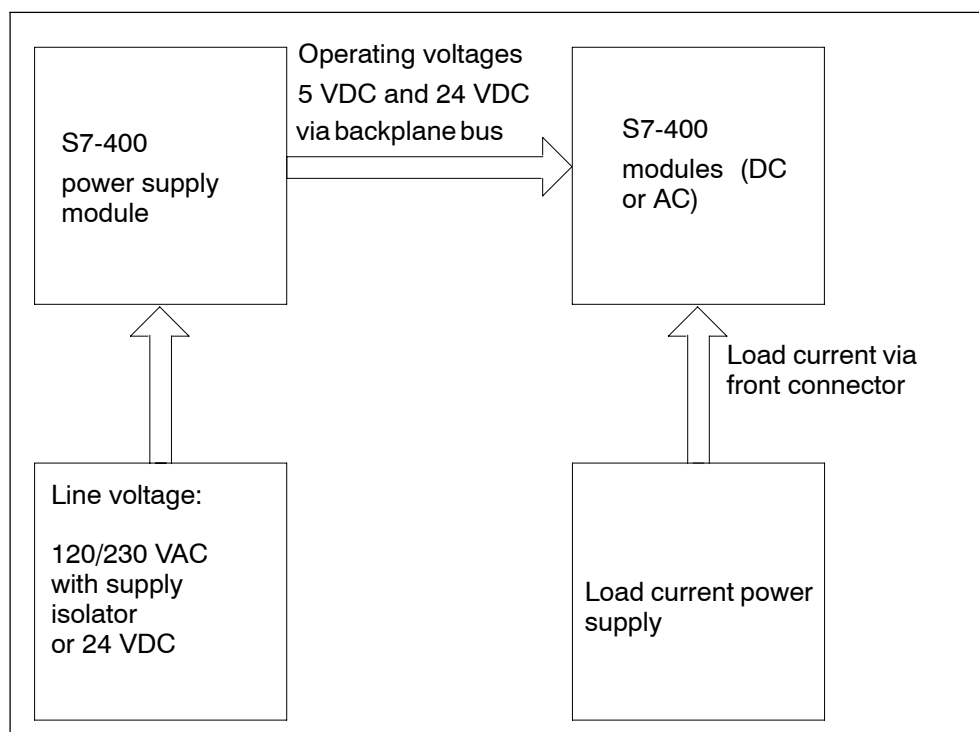 Operating voltages
5 VDC and 24 VDC
via backplane bus
S7-400
power supply
module
S7-400
modules (DC
or AC)
Load current via
front connector
Line voltage:
120/230 VAC
with supply
isolator
or 24 VDC
Load current power
supply